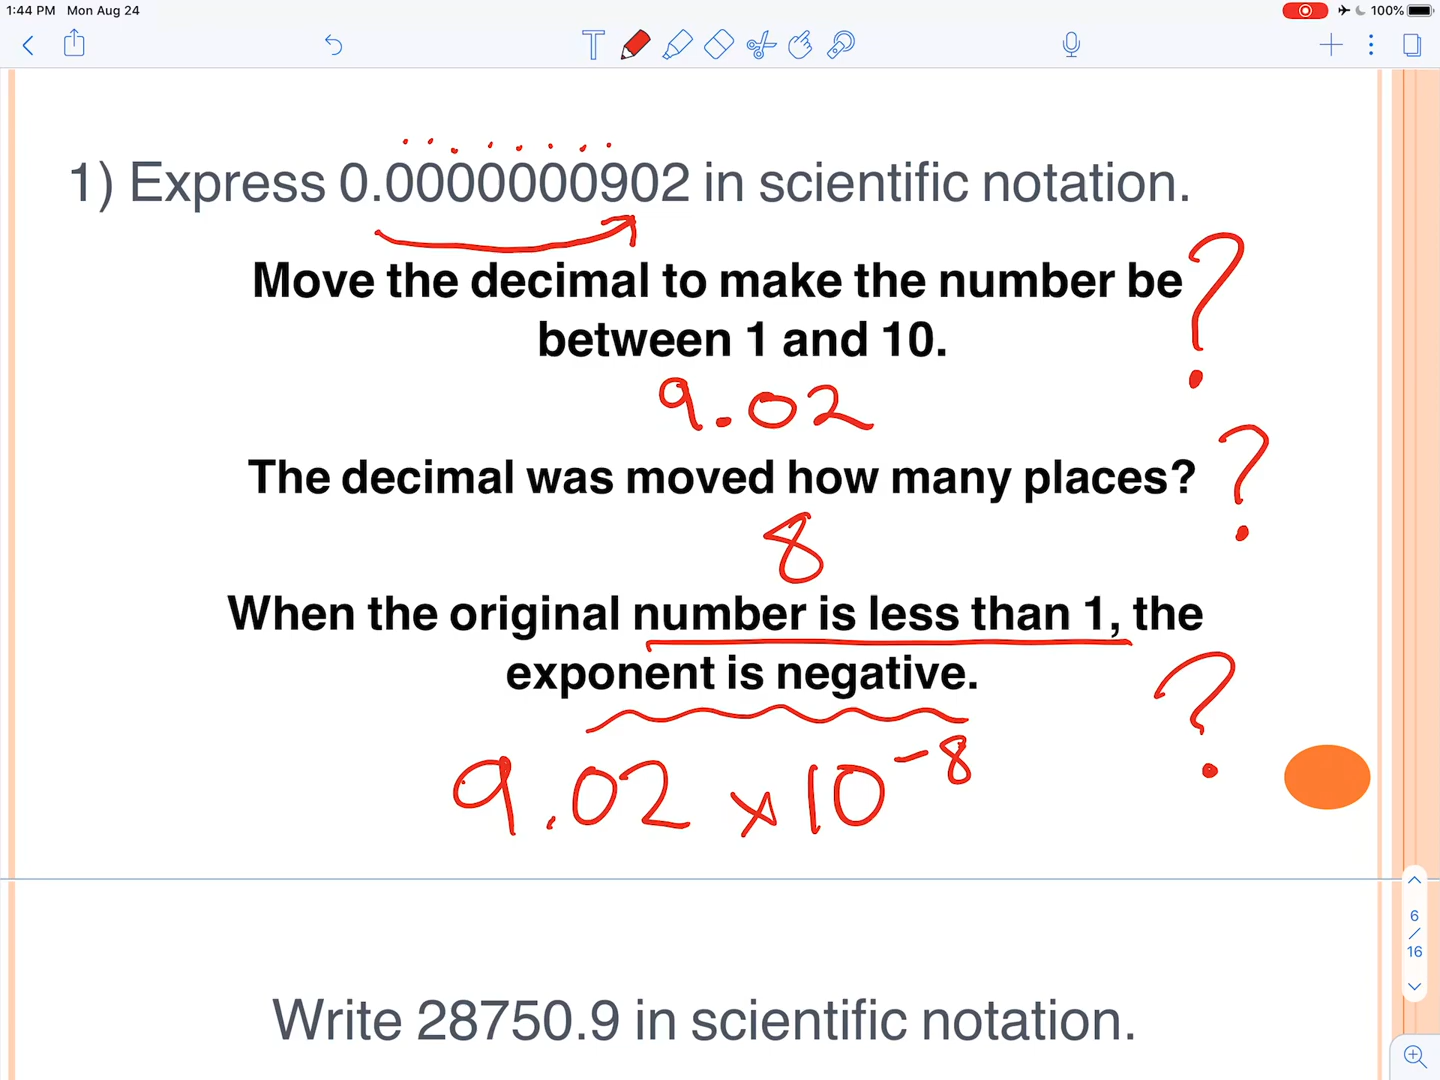 1:44 PM Mon Aug 24
100%
T
1) Express 0.0000000902 in scientific notation.
Move the decimal to make the number be ?
between 1 and 10.
9.02
The decimal was moved how many places? ?
8
When the original number is less than 1, the
exponent is negative. ?
9.02 x 10⁻⁸
6
/
16
Write 28750.9 in scientific notation.